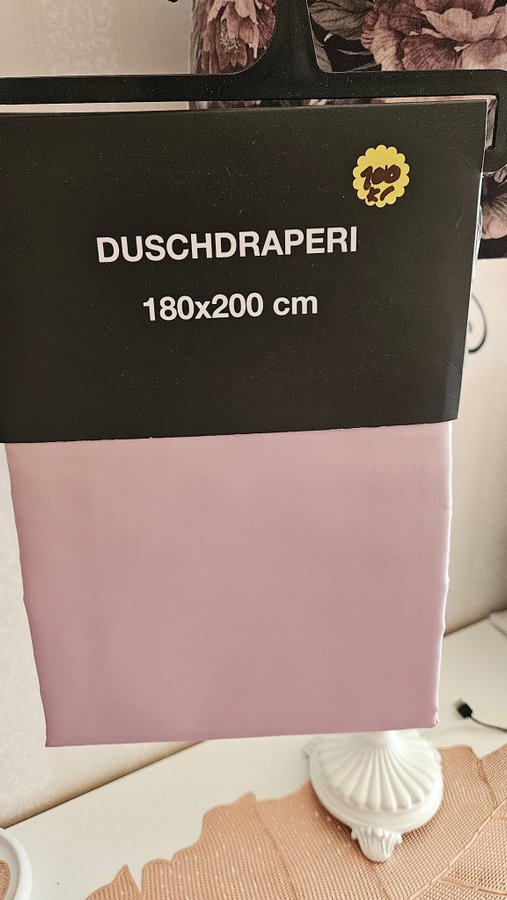 100
kr
DUSCHDRAPERI
180x200 cm